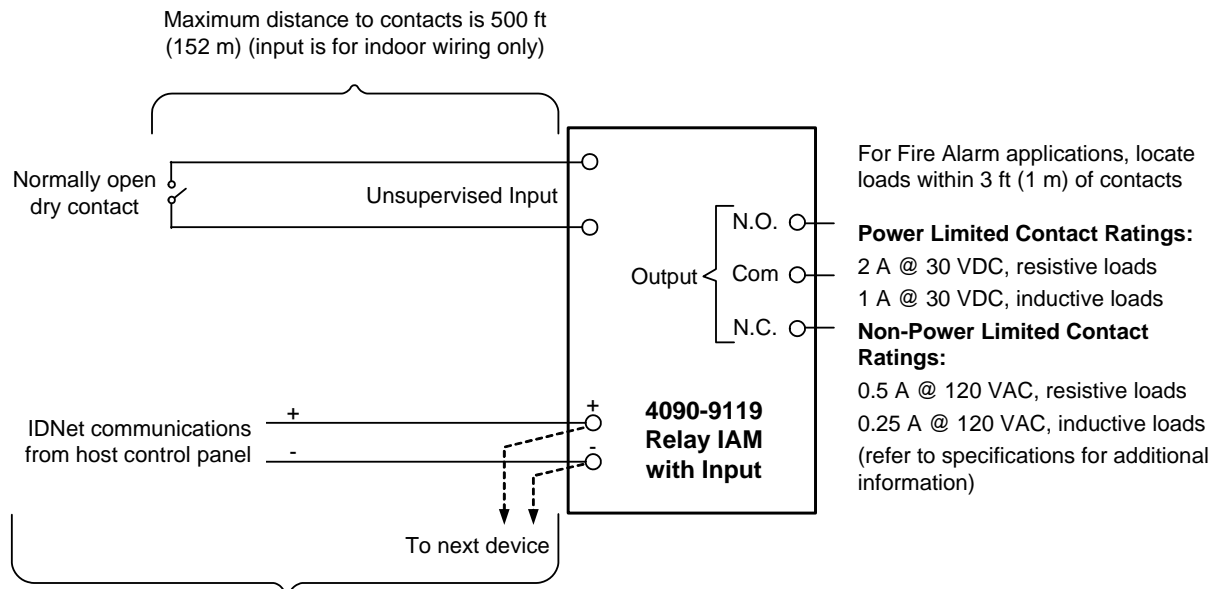 Maximum distance to contacts is 500 ft
(152 m) (input is for indoor wiring only)
Normally open
dry contact
Unsupervised Input
N.O.
Output
Com
N.C.
For Fire Alarm applications, locate
loads within 3 ft (1 m) of contacts
Power Limited Contact Ratings:
2 A @ 30 VDC, resistive loads
1 A @ 30 VDC, inductive loads
Non-Power Limited Contact
Ratings:
0.5 A @ 120 VAC, resistive loads
0.25 A @ 120 VAC, inductive loads
(refer to specifications for additional
information)
IDNet communications
from host control panel
+
-
+
-
4090-9119
Relay IAM
with Input
To next device